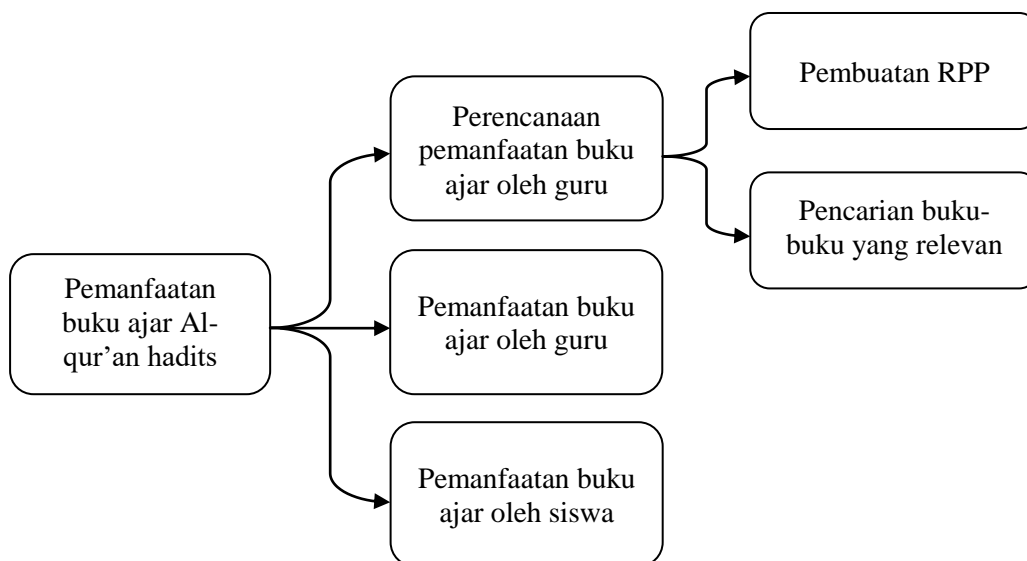 Pemanfaatan
buku ajar Al-
qur’an hadits
Perencanaan
pemanfaatan buku
ajar oleh guru
Pembuatan RPP
Pencarian buku-
buku yang relevan
Pemanfaatan buku
ajar oleh guru
Pemanfaatan buku
ajar oleh siswa